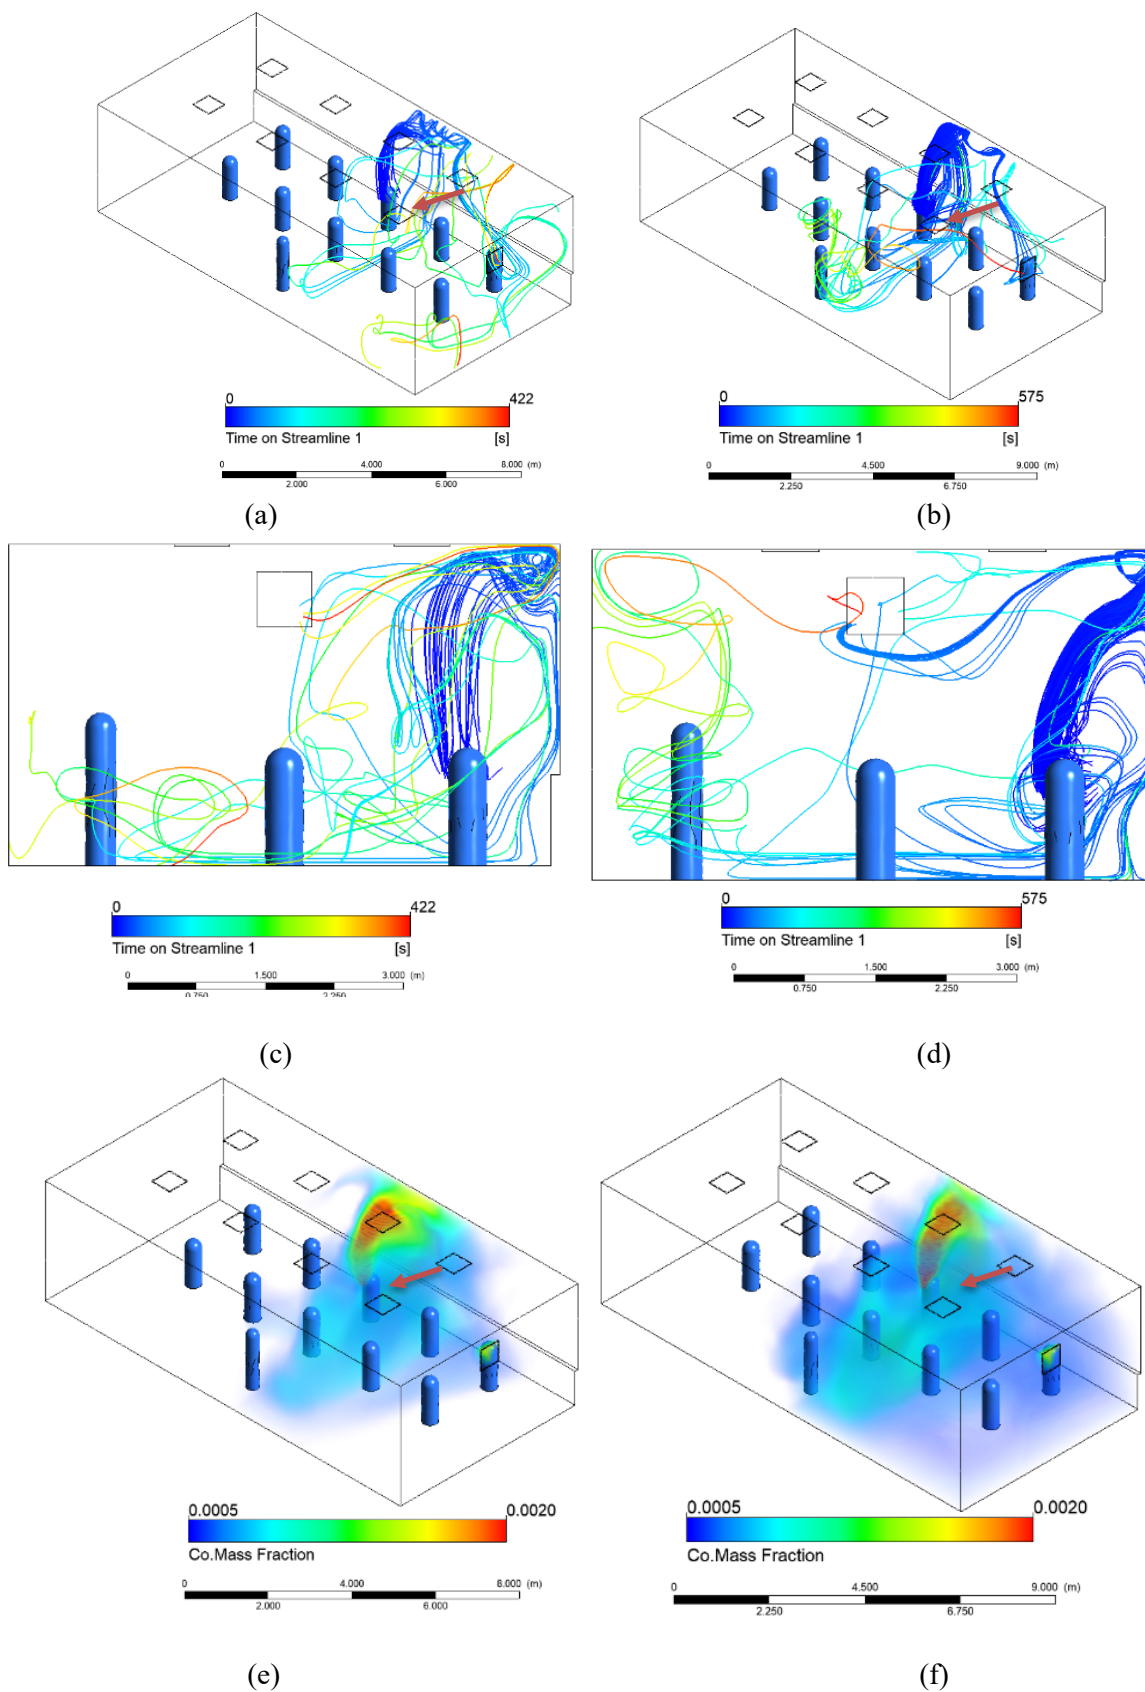 0 422
Time on Streamline 1 [s]
0 4.000 8.000 (m)
2.000 6.000
(a)
0 575
Time on Streamline 1 [s]
0 4.500 9.000 (m)
2.250 6.750
(b)
0 422
Time on Streamline 1 [s]
0 1.500 3.000 (m)
0.750 2.250
(c)
0 575
Time on Streamline 1 [s]
0 1.500 3.000 (m)
0.750 2.250
(d)
0.0005 0.0020
Co.Mass Fraction
0 4.000 8.000 (m)
2.000 6.000
(e)
0.0005 0.0020
Co.Mass Fraction
0 4.500 9.000 (m)
2.250 6.750
(f)